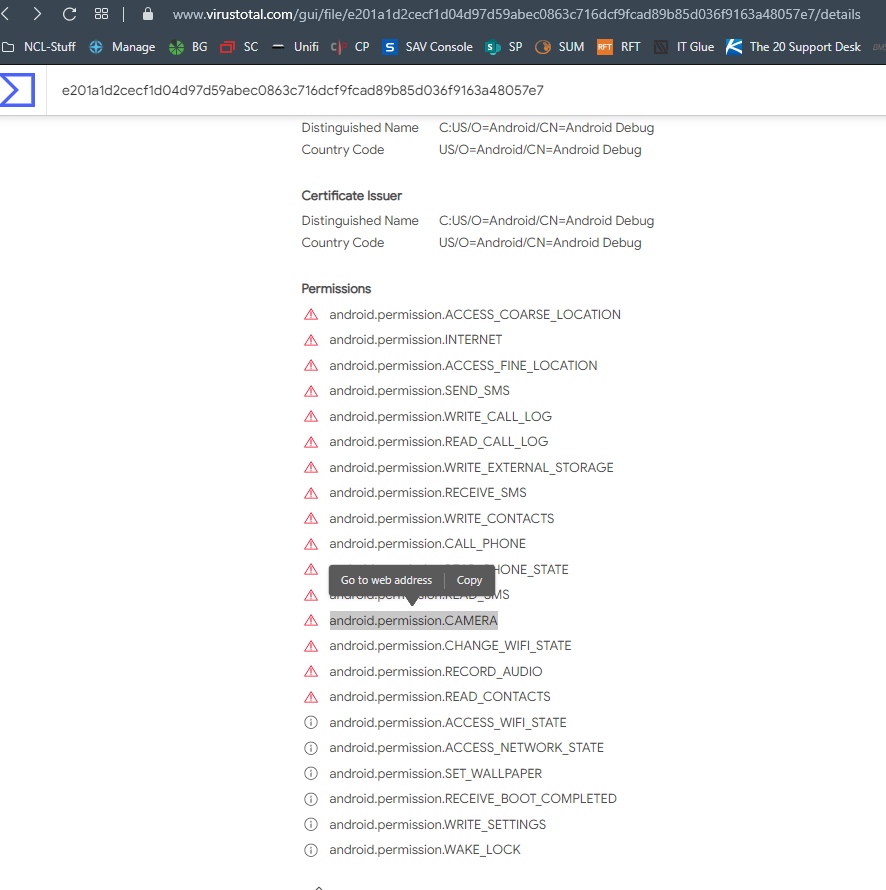 www.virustotal.com/gui/file/e201a1d2cecf1d04d97d59abec0863c716dcf9fcad89b85d036f9163a48057e7/details
NCL-Stuff Manage BG SC Unifi CP S SAV Console S SP SUM RFT RFT IT Glue The 20 Support Desk
e201a1d2cecf1d04d97d59abec0863c716dcf9fcad89b85d036f9163a48057e7
Distinguished Name C:US/O=Android/CN=Android Debug
Country Code US/O=Android/CN=Android Debug
Certificate Issuer
Distinguished Name C:US/O=Android/CN=Android Debug
Country Code US/O=Android/CN=Android Debug
Permissions
android.permission.ACCESS_COARSE_LOCATION
android.permission.INTERNET
android.permission.ACCESS_FINE_LOCATION
android.permission.SEND_SMS
android.permission.WRITE_CALL_LOG
android.permission.READ_CALL_LOG
android.permission.WRITE_EXTERNAL_STORAGE
android.permission.RECEIVE_SMS
android.permission.WRITE_CONTACTS
android.permission.CALL_PHONE
PHONE_STATE
Go to web address Copy
android.permission.READ_SMS
android.permission.CAMERA
android.permission.CHANGE_WIFI_STATE
android.permission.RECORD_AUDIO
android.permission.READ_CONTACTS
android.permission.ACCESS_WIFI_STATE
android.permission.ACCESS_NETWORK_STATE
android.permission.SET_WALLPAPER
android.permission.RECEIVE_BOOT_COMPLETED
android.permission.WRITE_SETTINGS
android.permission.WAKE_LOCK